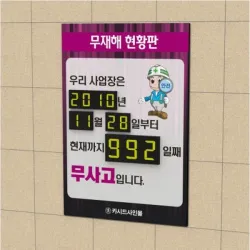 무재해 현황판
우리 사업장은
2010년
안전
11월 28일부터
현재까지 992 일째
무사고입니다.